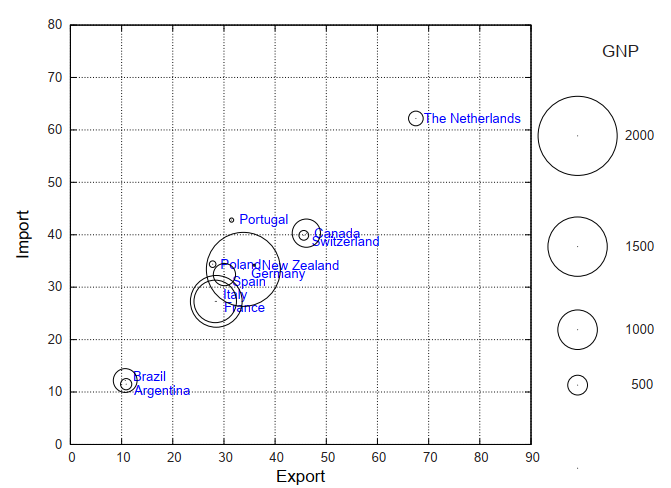 80
70
60
50
40
30
20
10
0
0 10 20 30 40 50 60 70 80 90
Import
Export
The Netherlands
Portugal
Canada
Switzerland
Poland
New Zealand
Germany
Spain
Italy
France
Brazil
Argentina
GNP
2000
1500
1000
500